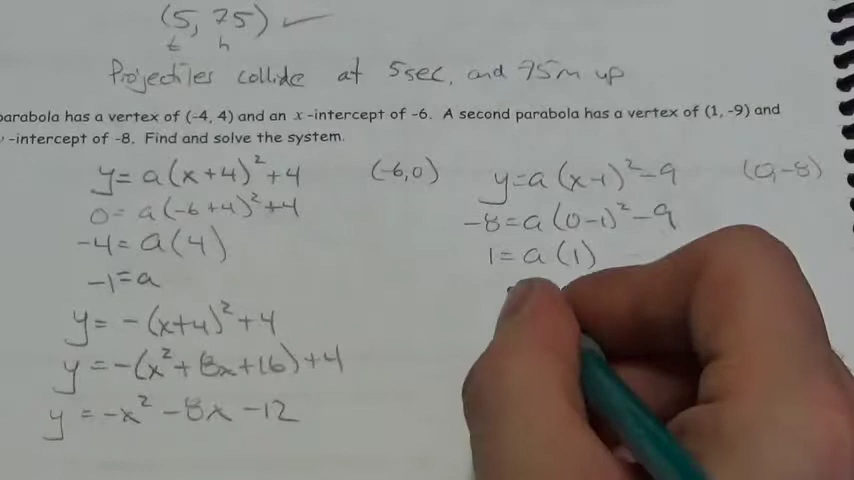 (5, 75) ✓
t h
Projectiles collide at 5sec, and 75m up
parabola has a vertex of (-4, 4) and an x-intercept of -6. A second parabola has a vertex of (1, -9) and
-intercept of -8. Find and solve the system.
y=a(x+4)²+4 (-6,0)
0=a(-6+4)²+4
-4=a(4)
-1=a
y=-(x+4)²+4
y=-(x²+8x+16)+4
y=-x²-8x-12
y=a(x-1)²-9 (0,-8)
-8=a(0-1)²-9
1=a(1)